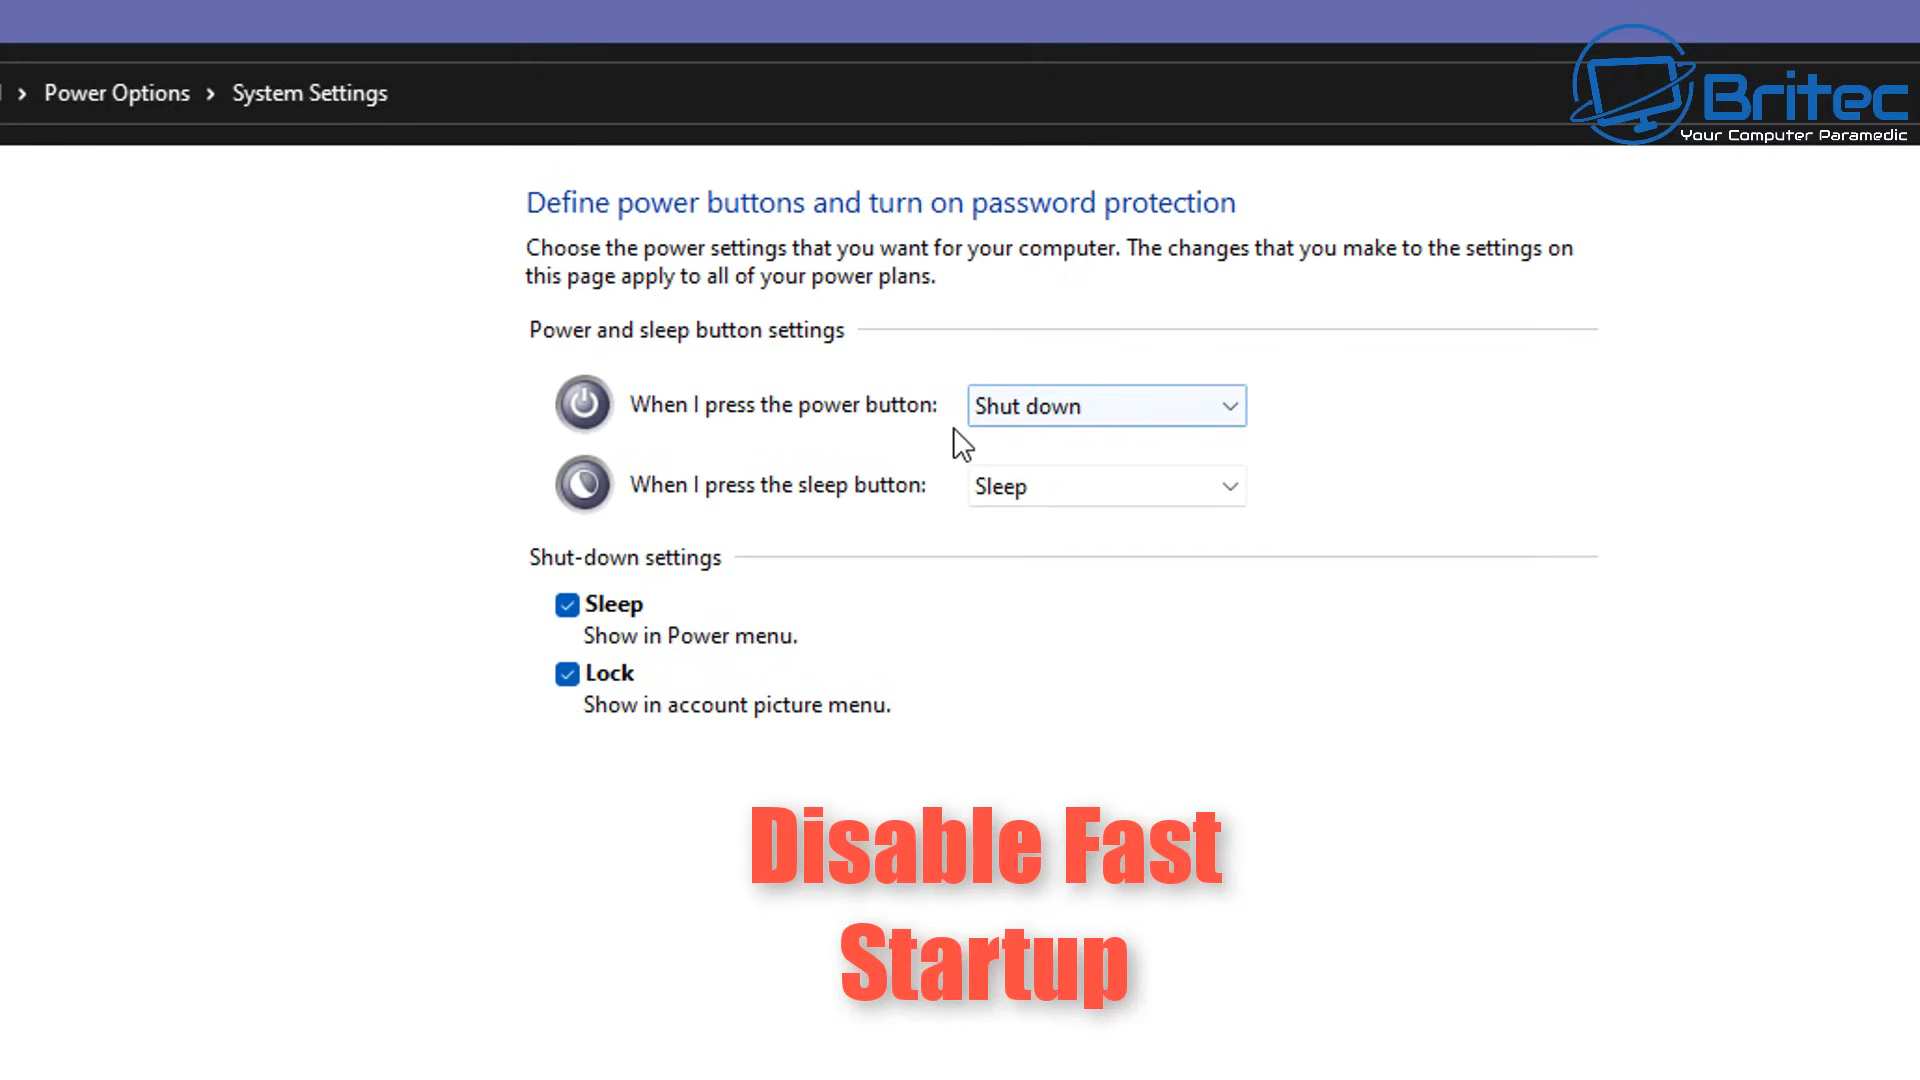 Power Options > System Settings
Britec
Your Computer Paramedic
Define power buttons and turn on password protection
Choose the power settings that you want for your computer. The changes that you make to the settings on
this page apply to all of your power plans.
Power and sleep button settings
When I press the power button: Shut down
When I press the sleep button: Sleep
Shut-down settings
Sleep
Show in Power menu.
Lock
Show in account picture menu.
Disable Fast
Startup